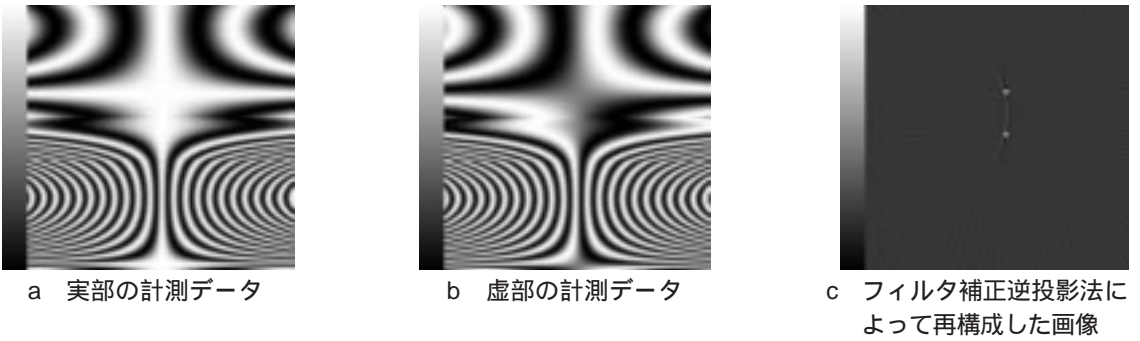 a 実部の計測データ
b 虚部の計測データ
c フィルタ補正逆投影法に
よって再構成した画像